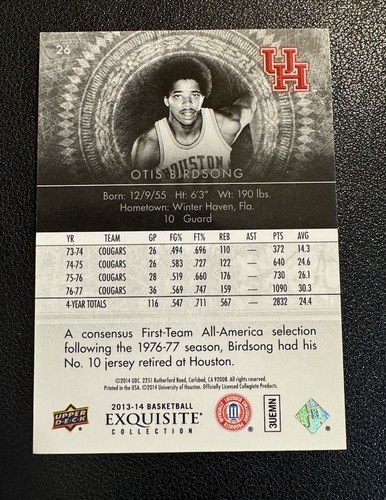 26
UH
HOUSTON
OTIS BIRDSONG
Born: 12/9/55 Ht: 6'3" Wt: 190 lbs.
Hometown: Winter Haven, Fla.
10 Guard
YR TEAM GP FG% FT% REB AST PTS AVG
73-74 COUGARS 26 .494 .696 110 — 372 14.3
74-75 COUGARS 26 .583 .727 122 — 640 24.6
75-76 COUGARS 28 .519 .660 176 — 730 26.1
76-77 COUGARS 36 .569 .747 159 — 1090 30.3
4-YEAR TOTALS 116 .547 .711 567 — 2832 24.4
A consensus First-Team All-America selection
following the 1976-77 season, Birdsong had his
No. 10 jersey retired at Houston.
©2014 UDC. 2251 Rutherford Road, Carlsbad, CA 92008. All rights reserved.
Printed in the USA. ©2014 University of Houston. Officially Licensed Collegiate Products.
UPPER DECK
2013-14 BASKETBALL
EXQUISITE
COLLECTION
3UEMN